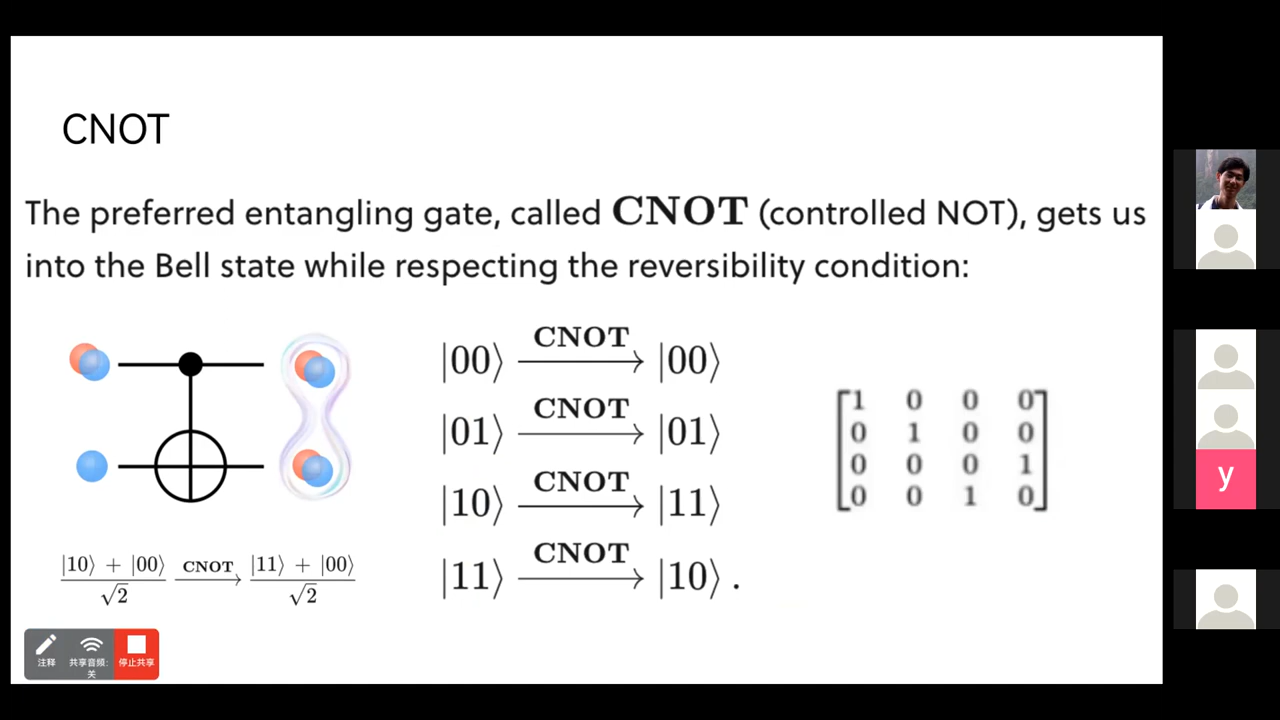 CNOT
The preferred entangling gate, called CNOT (controlled NOT), gets us
into the Bell state while respecting the reversibility condition:
|00⟩ CNOT→ |00⟩
|01⟩ CNOT→ |01⟩
|10⟩ CNOT→ |11⟩
|11⟩ CNOT→ |10⟩ .
1 0 0 0
0 1 0 0
0 0 0 1
0 0 1 0
|10⟩ + |00⟩ / √2 CNOT→ |11⟩ + |00⟩ / √2
注释
共享音频:
关
停止共享
y